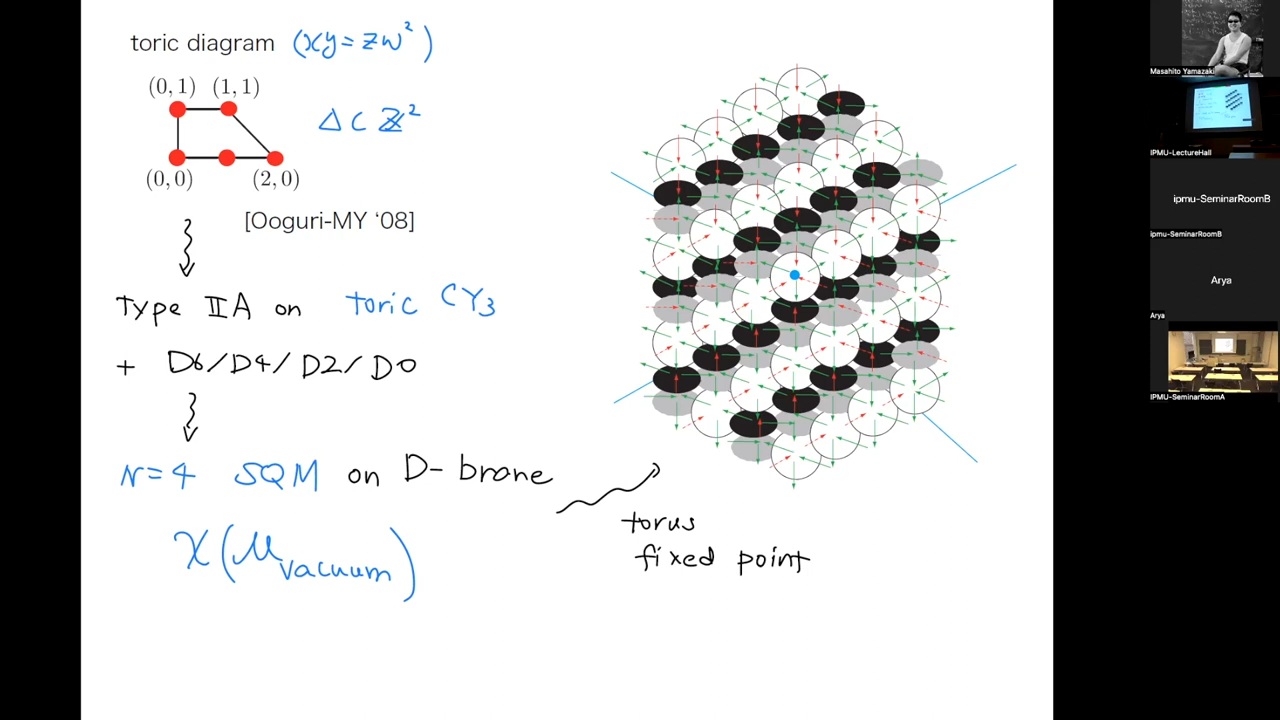 toric diagram (xy = zw²)
(0, 1) (1, 1)
Δ ⊂ ℤ²
(0, 0) (2, 0)
[Ooguri-MY ‘08]
Type IIA on toric CY₃
+ D6/D4/D2/D0
N=4 SQM on D-brane
χ(M_vacuum)
torus
fixed point
Masahito Yamazaki
IPMU-LectureHall
ipmu-SeminarRoomB
ipmu-SeminarRoomB
Arya
Arya
IPMU-SeminarRoomA